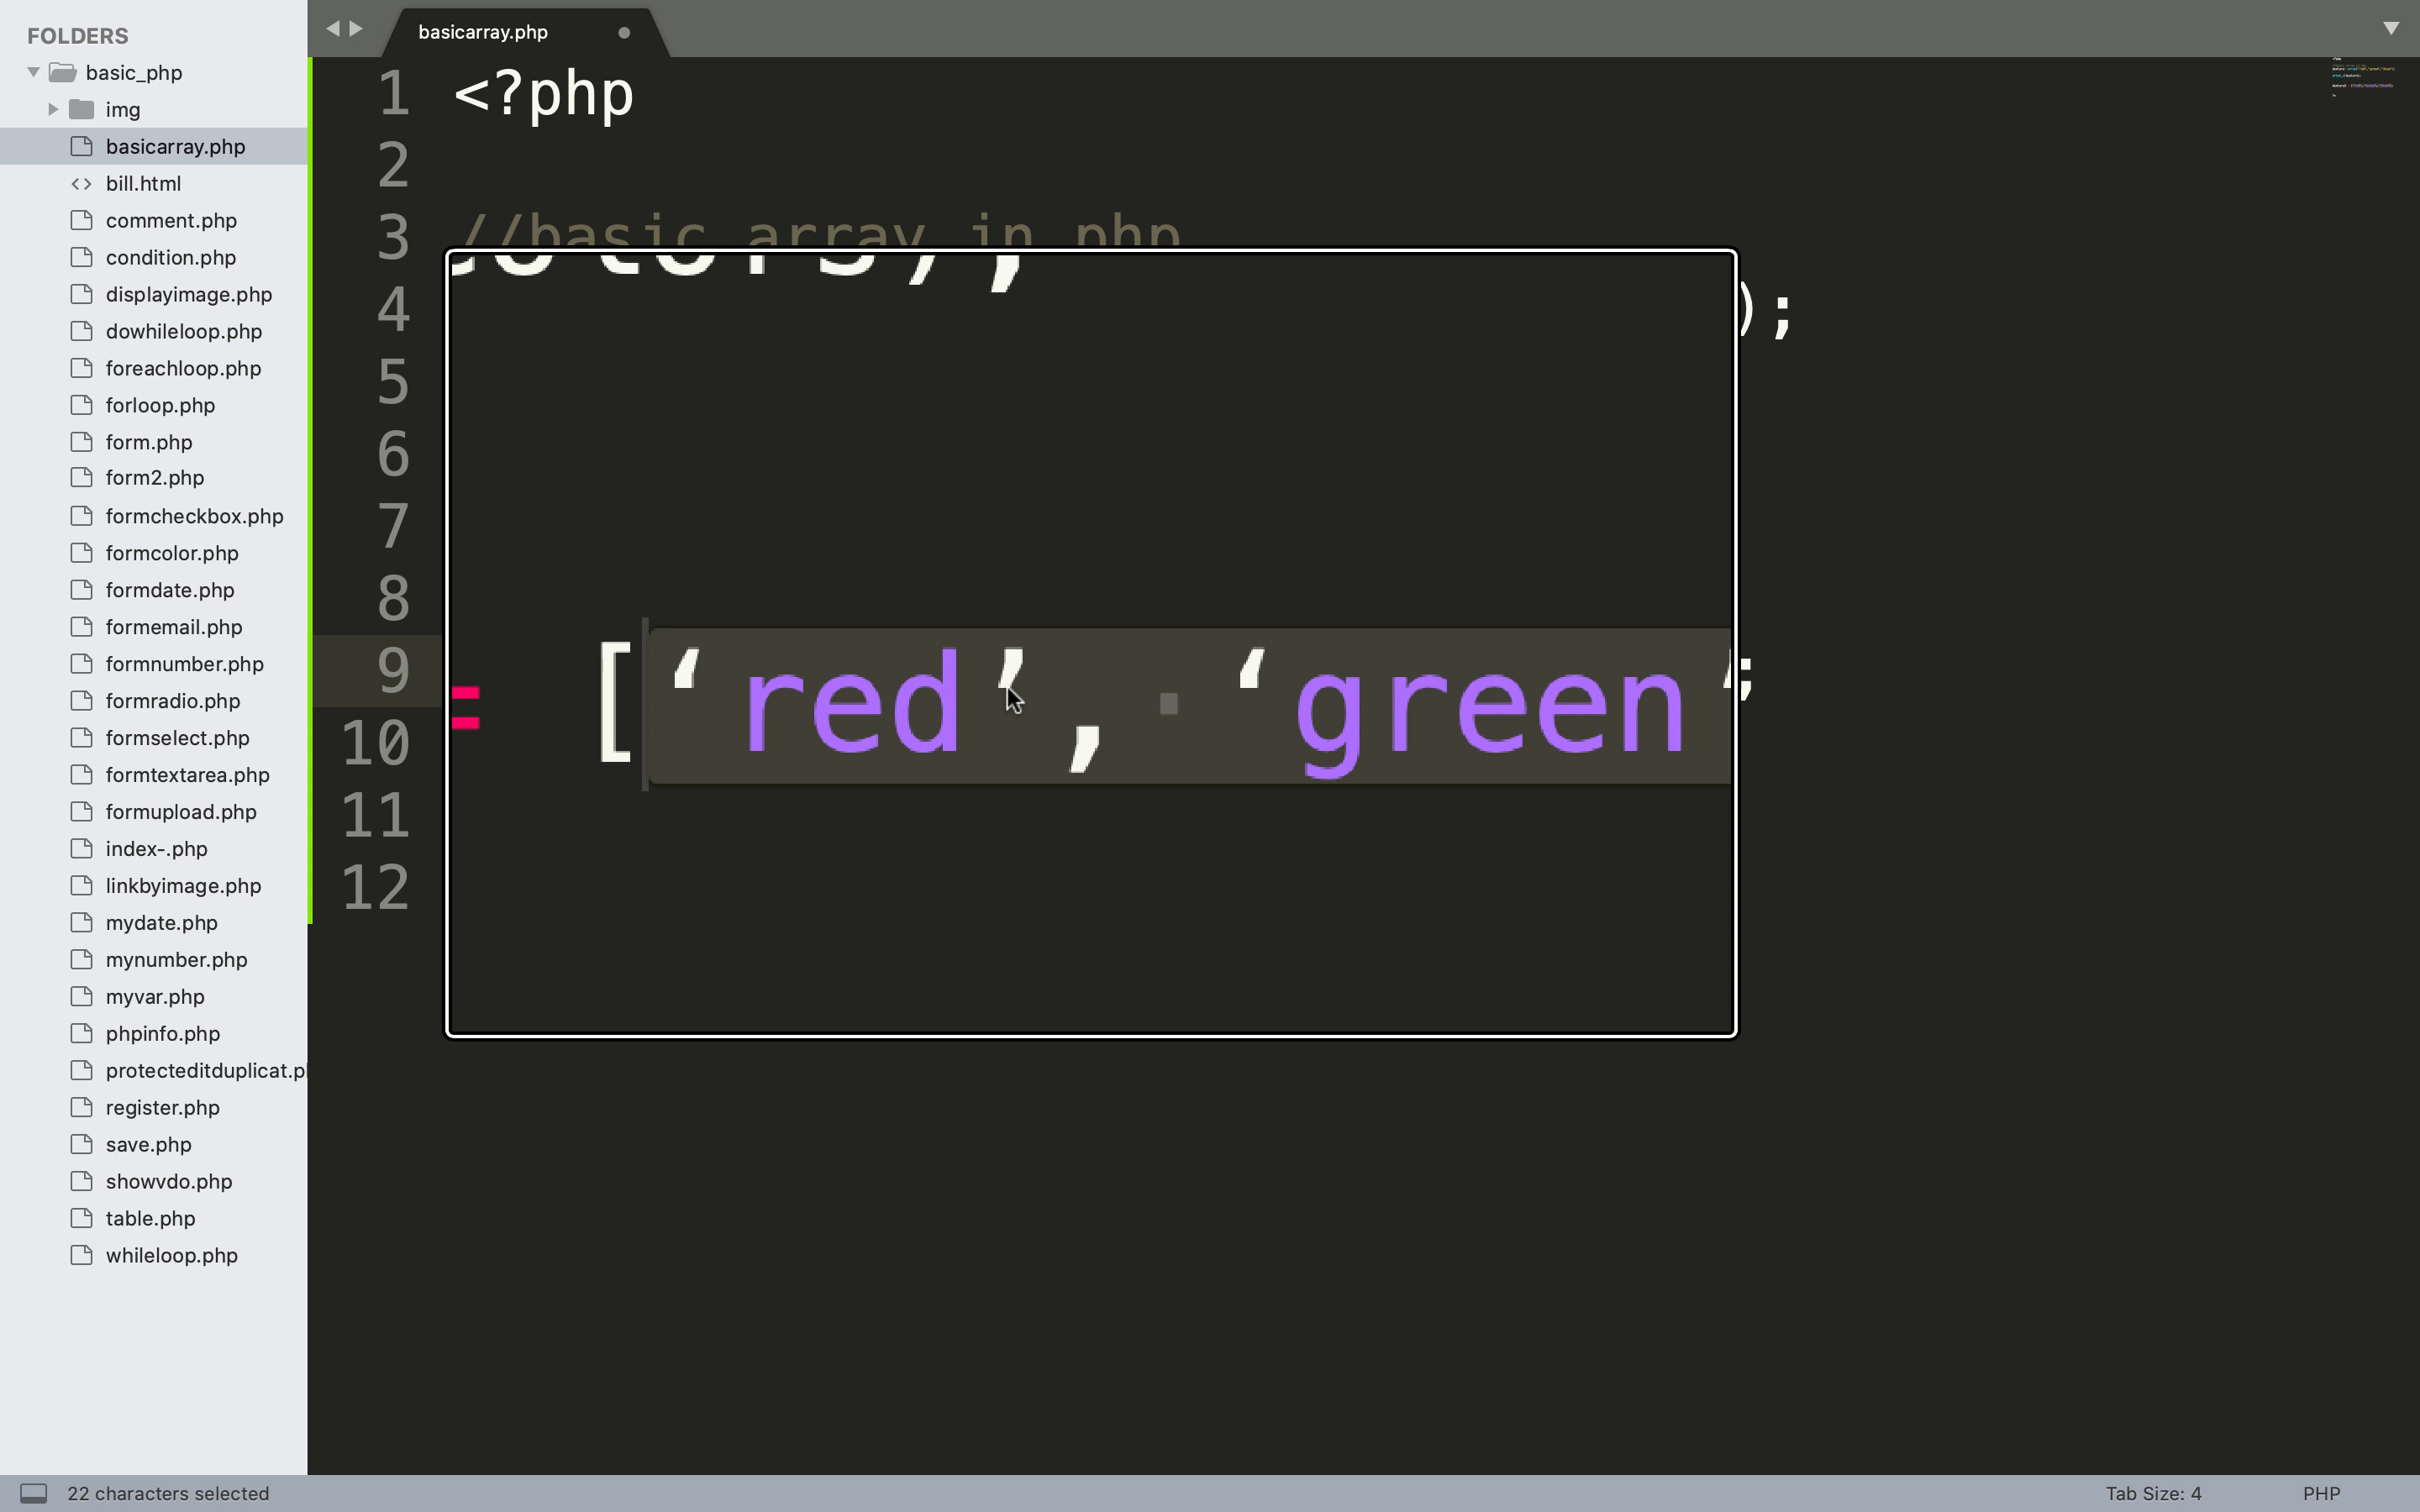 FOLDERS
basic_php
img
basicarray.php
bill.html
comment.php
condition.php
displayimage.php
dowhileloop.php
foreachloop.php
forloop.php
form.php
form2.php
formcheckbox.php
formcolor.php
formdate.php
formemail.php
formnumber.php
formradio.php
formselect.php
formtextarea.php
formupload.php
index-.php
linkbyimage.php
mydate.php
mynumber.php
myvar.php
phpinfo.php
protecteditduplicat.p
register.php
save.php
showvdo.php
table.php
whileloop.php
basicarray.php
1 <?php
2
3 //basic array in php
olors);
4 );
5
6
7
8
9 = [‘red’, ‘green’ ;
10
11
12
22 characters selected
Tab Size: 4
PHP